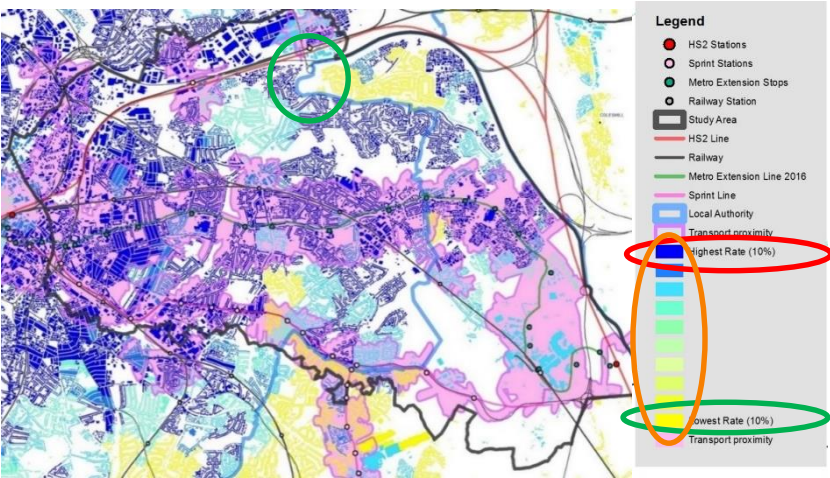 COLESHILL
Legend
HS2 Stations
Sprint Stations
Metro Extension Stops
Railway Station
Study Area
HS2 Line
Railway
Metro Extension Line 2016
Sprint Line
Local Authority
Transport proximity
Highest Rate (10%)
Lowest Rate (10%)
Transport proximity